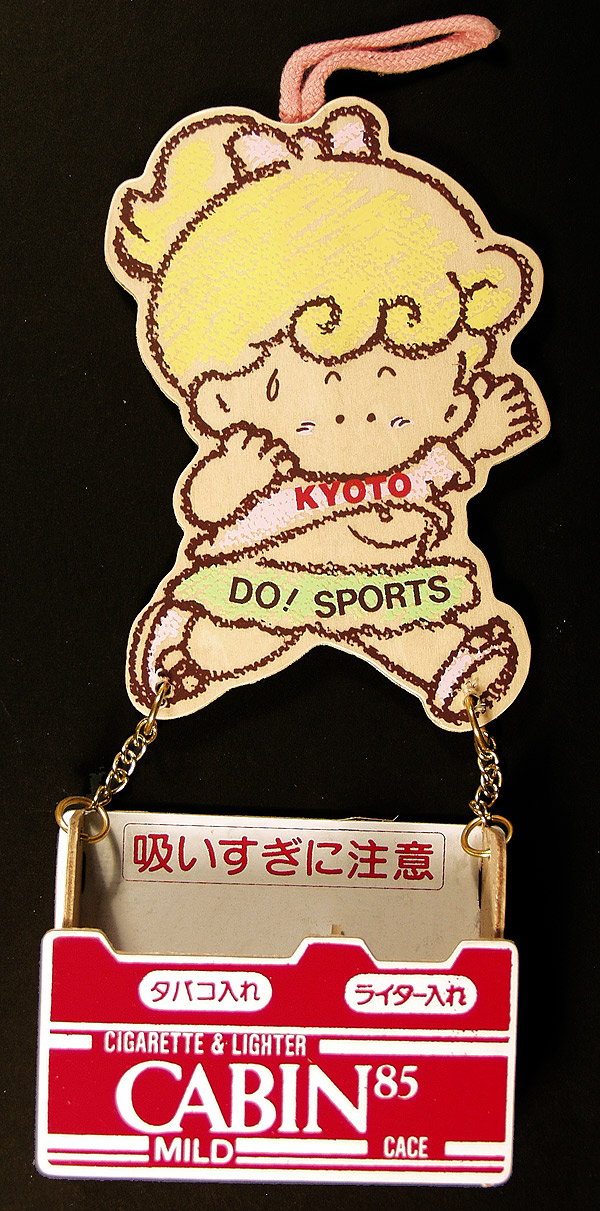 KYOTO
DO! SPORTS
吸いすぎに注意
タバコ入れ
ライター入れ
CIGARETTE & LIGHTER
CABIN85
MILD
CACE